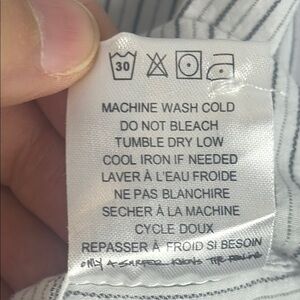 30
MACHINE WASH COLD
DO NOT BLEACH
TUMBLE DRY LOW
COOL IRON IF NEEDED
LAVER À L'EAU FROIDE
NE PAS BLANCHIRE
SECHER À LA MACHINE
CYCLE DOUX
REPASSER À FROID SI BESOIN
ONLY A SURFER KNOWS THE FEELING